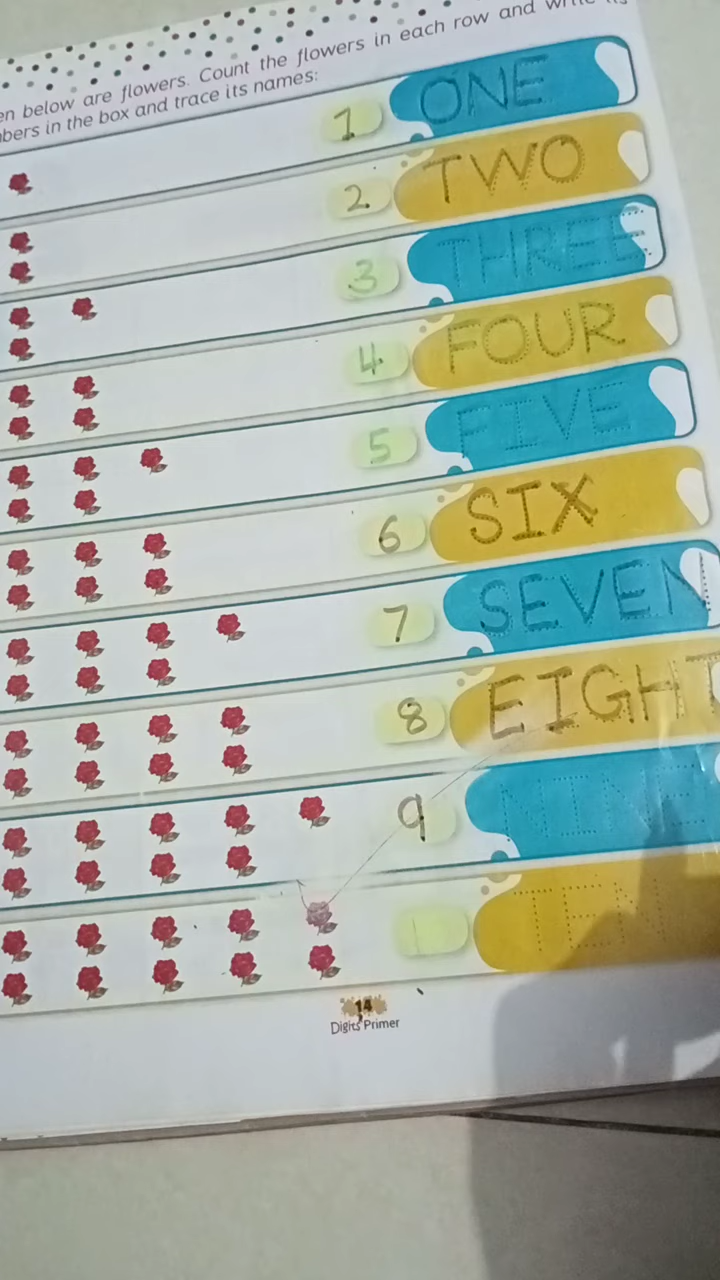 en below are flowers. Count the flowers in each row and
bers in the box and trace its names:
1 ONE
2 TWO
3 THREE
4 FOUR
5 FIVE
6 SIX
7 SEVEN
8 EIGHT
9 NINE
1 TEN
14
Digits Primer